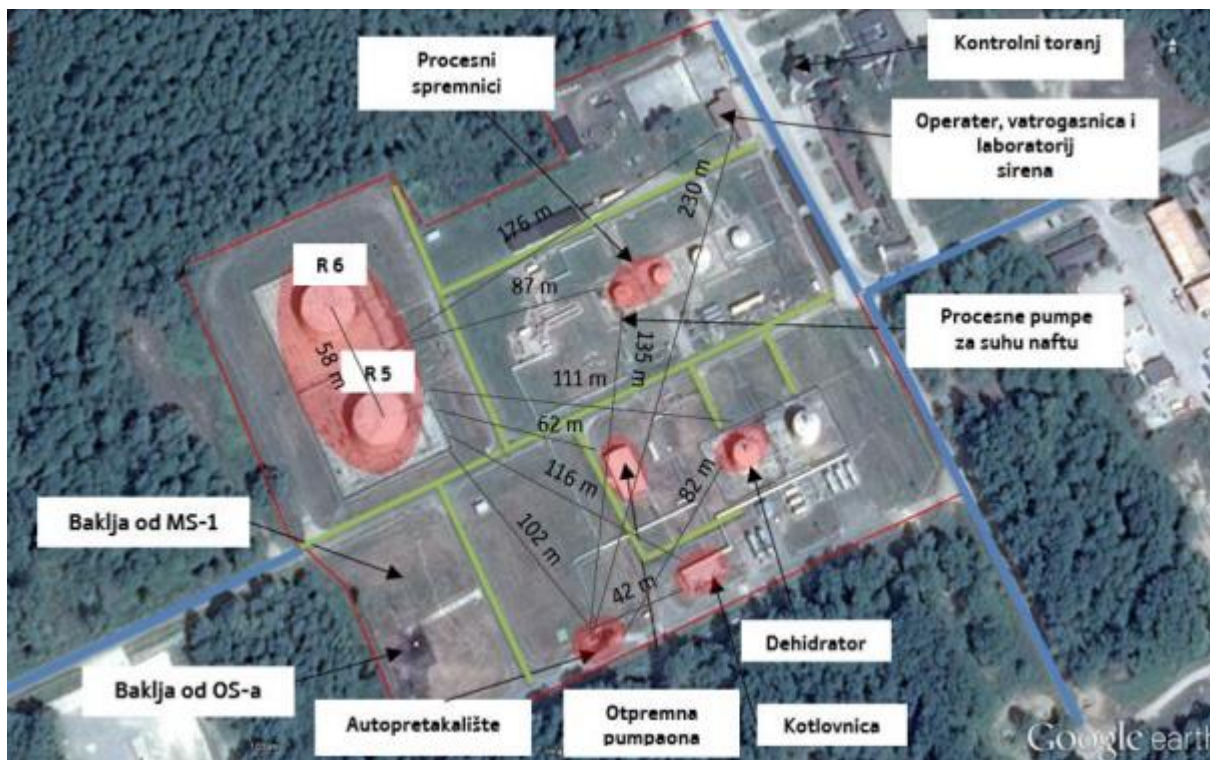 Procesni
spremnici
Kontrolni toranj
Operater, vatrogasnica i
laboratorij
sirena
176 m
230 m
R 6
87 m
Procesne pumpe
za suhu naftu
58 m
R 5
135 m
111 m
62 m
116 m
82 m
102 m
Baklja od MS-1
42 m
Baklja od OS-a
Dehidrator
Autopretakalište
Otpremna
pumpaona
Kotlovnica
Google earth